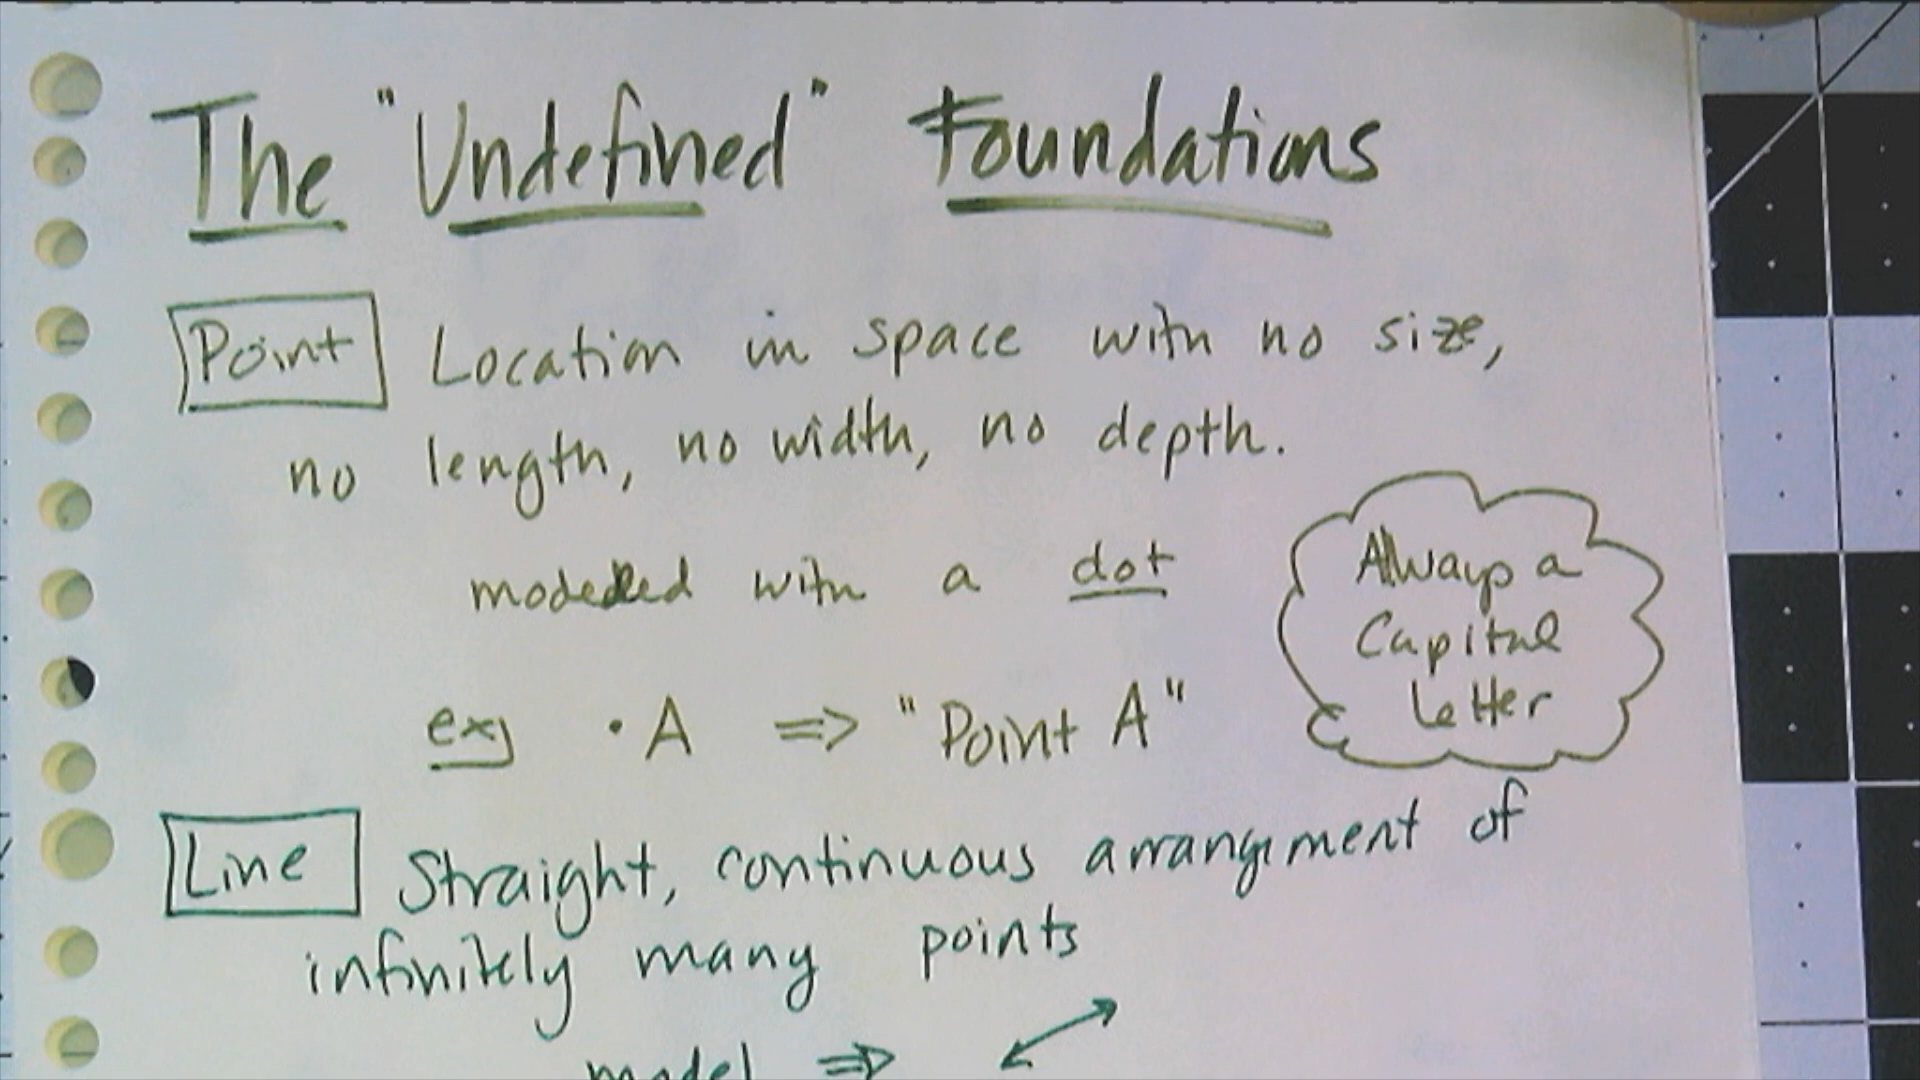 The "Undefined" Foundations
Point Location in space with no size,
no length, no width, no depth.
modeled with a dot
Always a
Capital
Letter
ex) • A => "Point A"
Line Straight, continuous arrangement of
infinitely many points
model =>